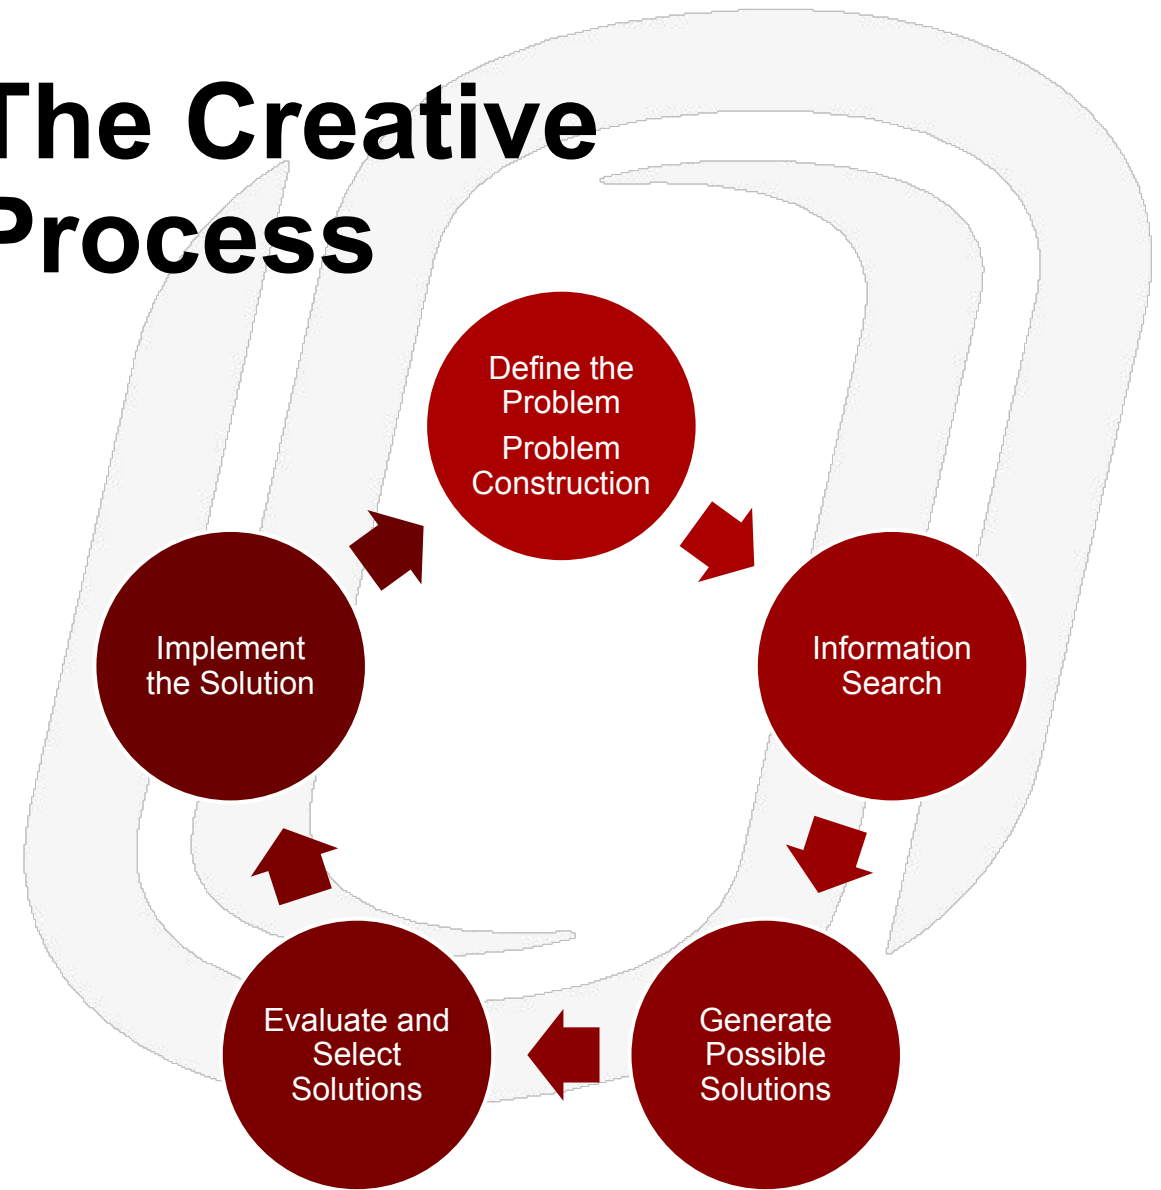 The Creative
Process
Define the
Problem
Problem
Construction
Information
Search
Generate
Possible
Solutions
Evaluate and
Select
Solutions
Implement
the Solution